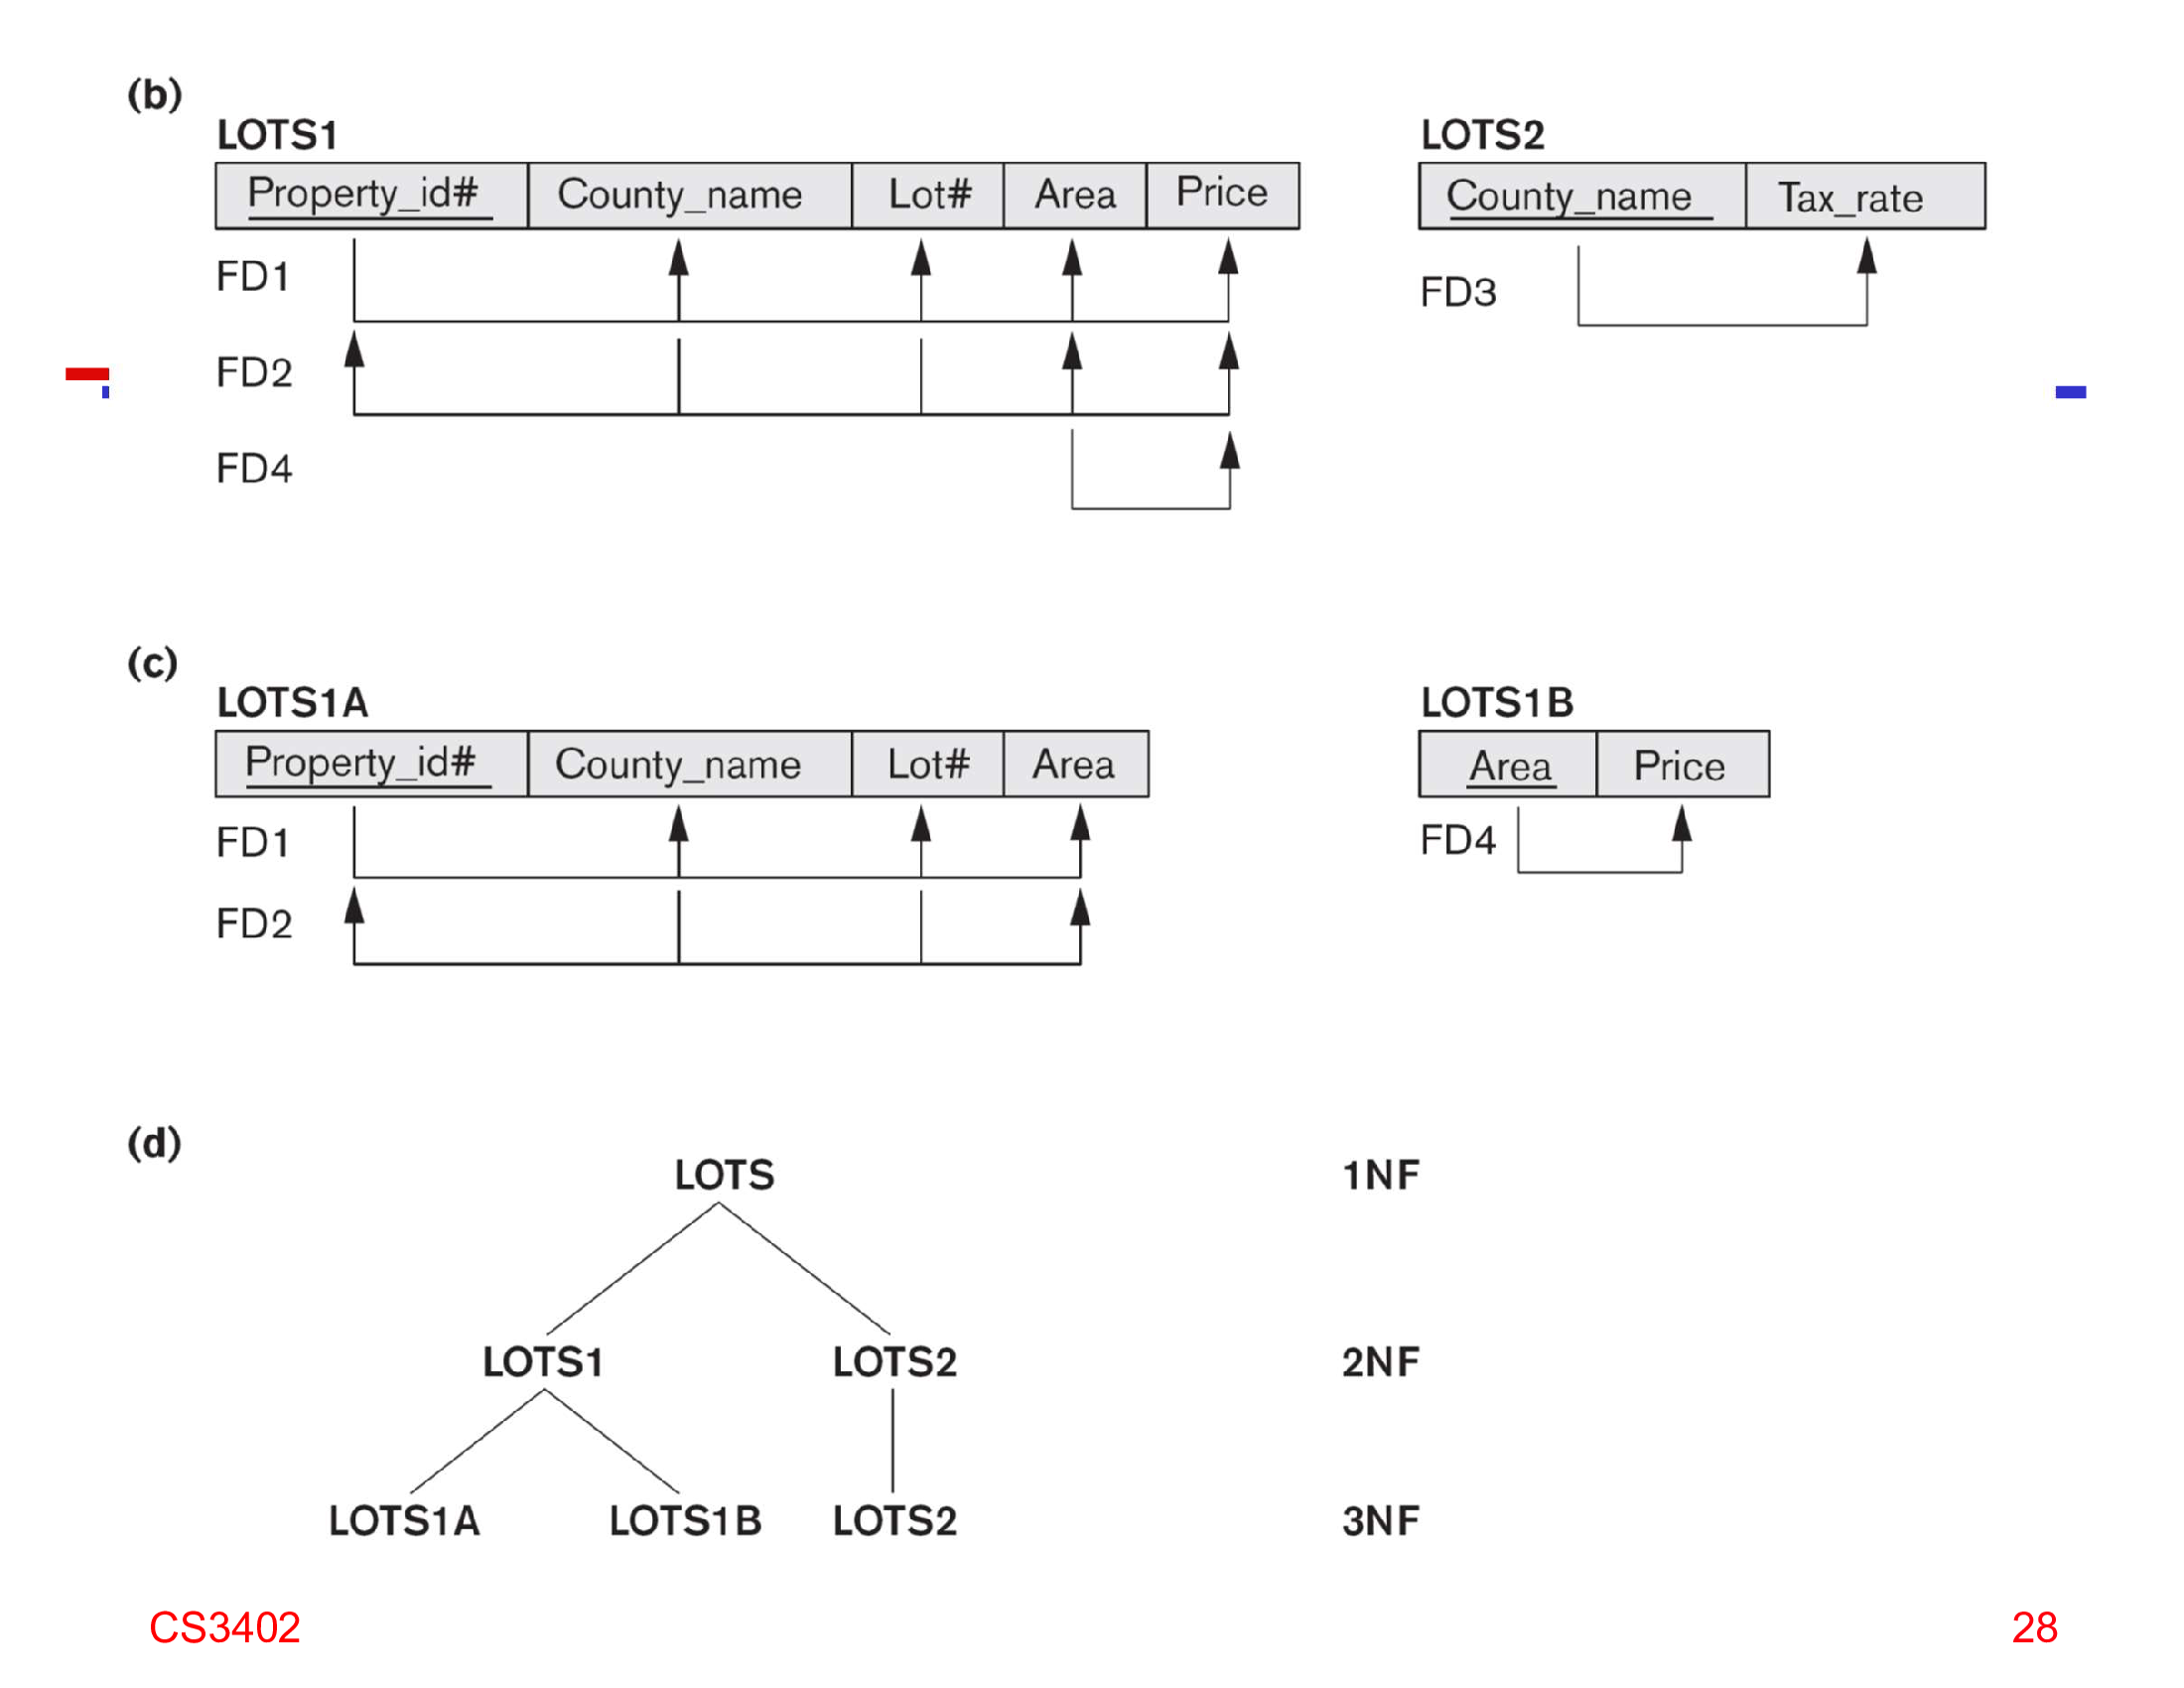 (b)
LOTS1
Property_id# County_name Lot# Area Price
FD1
FD2
FD4
LOTS2
County_name Tax_rate
FD3
(c)
LOTS1A
Property_id# County_name Lot# Area
FD1
FD2
LOTS1B
Area Price
FD4
(d)
LOTS 1NF
LOTS1 LOTS2 2NF
LOTS1A LOTS1B LOTS2 3NF
CS3402 28